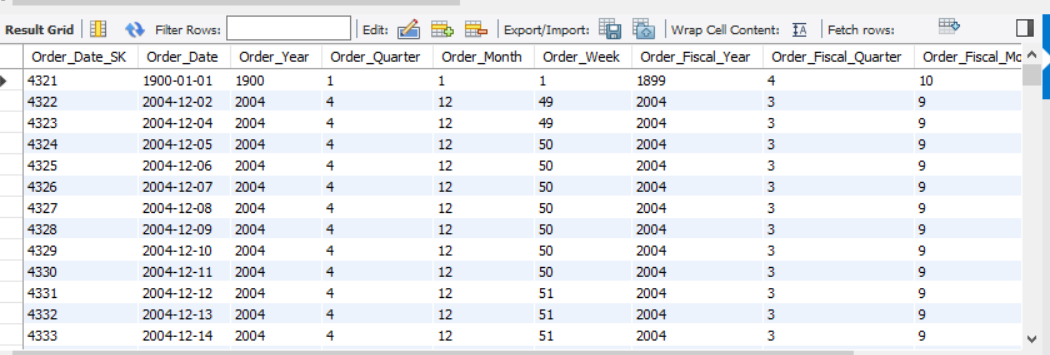 Result Grid Filter Rows: Edit: Export/Import: Wrap Cell Content: IA Fetch rows:
Order_Date_SK Order_Date Order_Year Order_Quarter Order_Month Order_Week Order_Fiscal_Year Order_Fiscal_Quarter Order_Fiscal_Mo
4321 1900-01-01 1900 1 1 1 1899 4 10
4322 2004-12-02 2004 4 12 49 2004 3 9
4323 2004-12-04 2004 4 12 49 2004 3 9
4324 2004-12-05 2004 4 12 50 2004 3 9
4325 2004-12-06 2004 4 12 50 2004 3 9
4326 2004-12-07 2004 4 12 50 2004 3 9
4327 2004-12-08 2004 4 12 50 2004 3 9
4328 2004-12-09 2004 4 12 50 2004 3 9
4329 2004-12-10 2004 4 12 50 2004 3 9
4330 2004-12-11 2004 4 12 50 2004 3 9
4331 2004-12-12 2004 4 12 51 2004 3 9
4332 2004-12-13 2004 4 12 51 2004 3 9
4333 2004-12-14 2004 4 12 51 2004 3 9